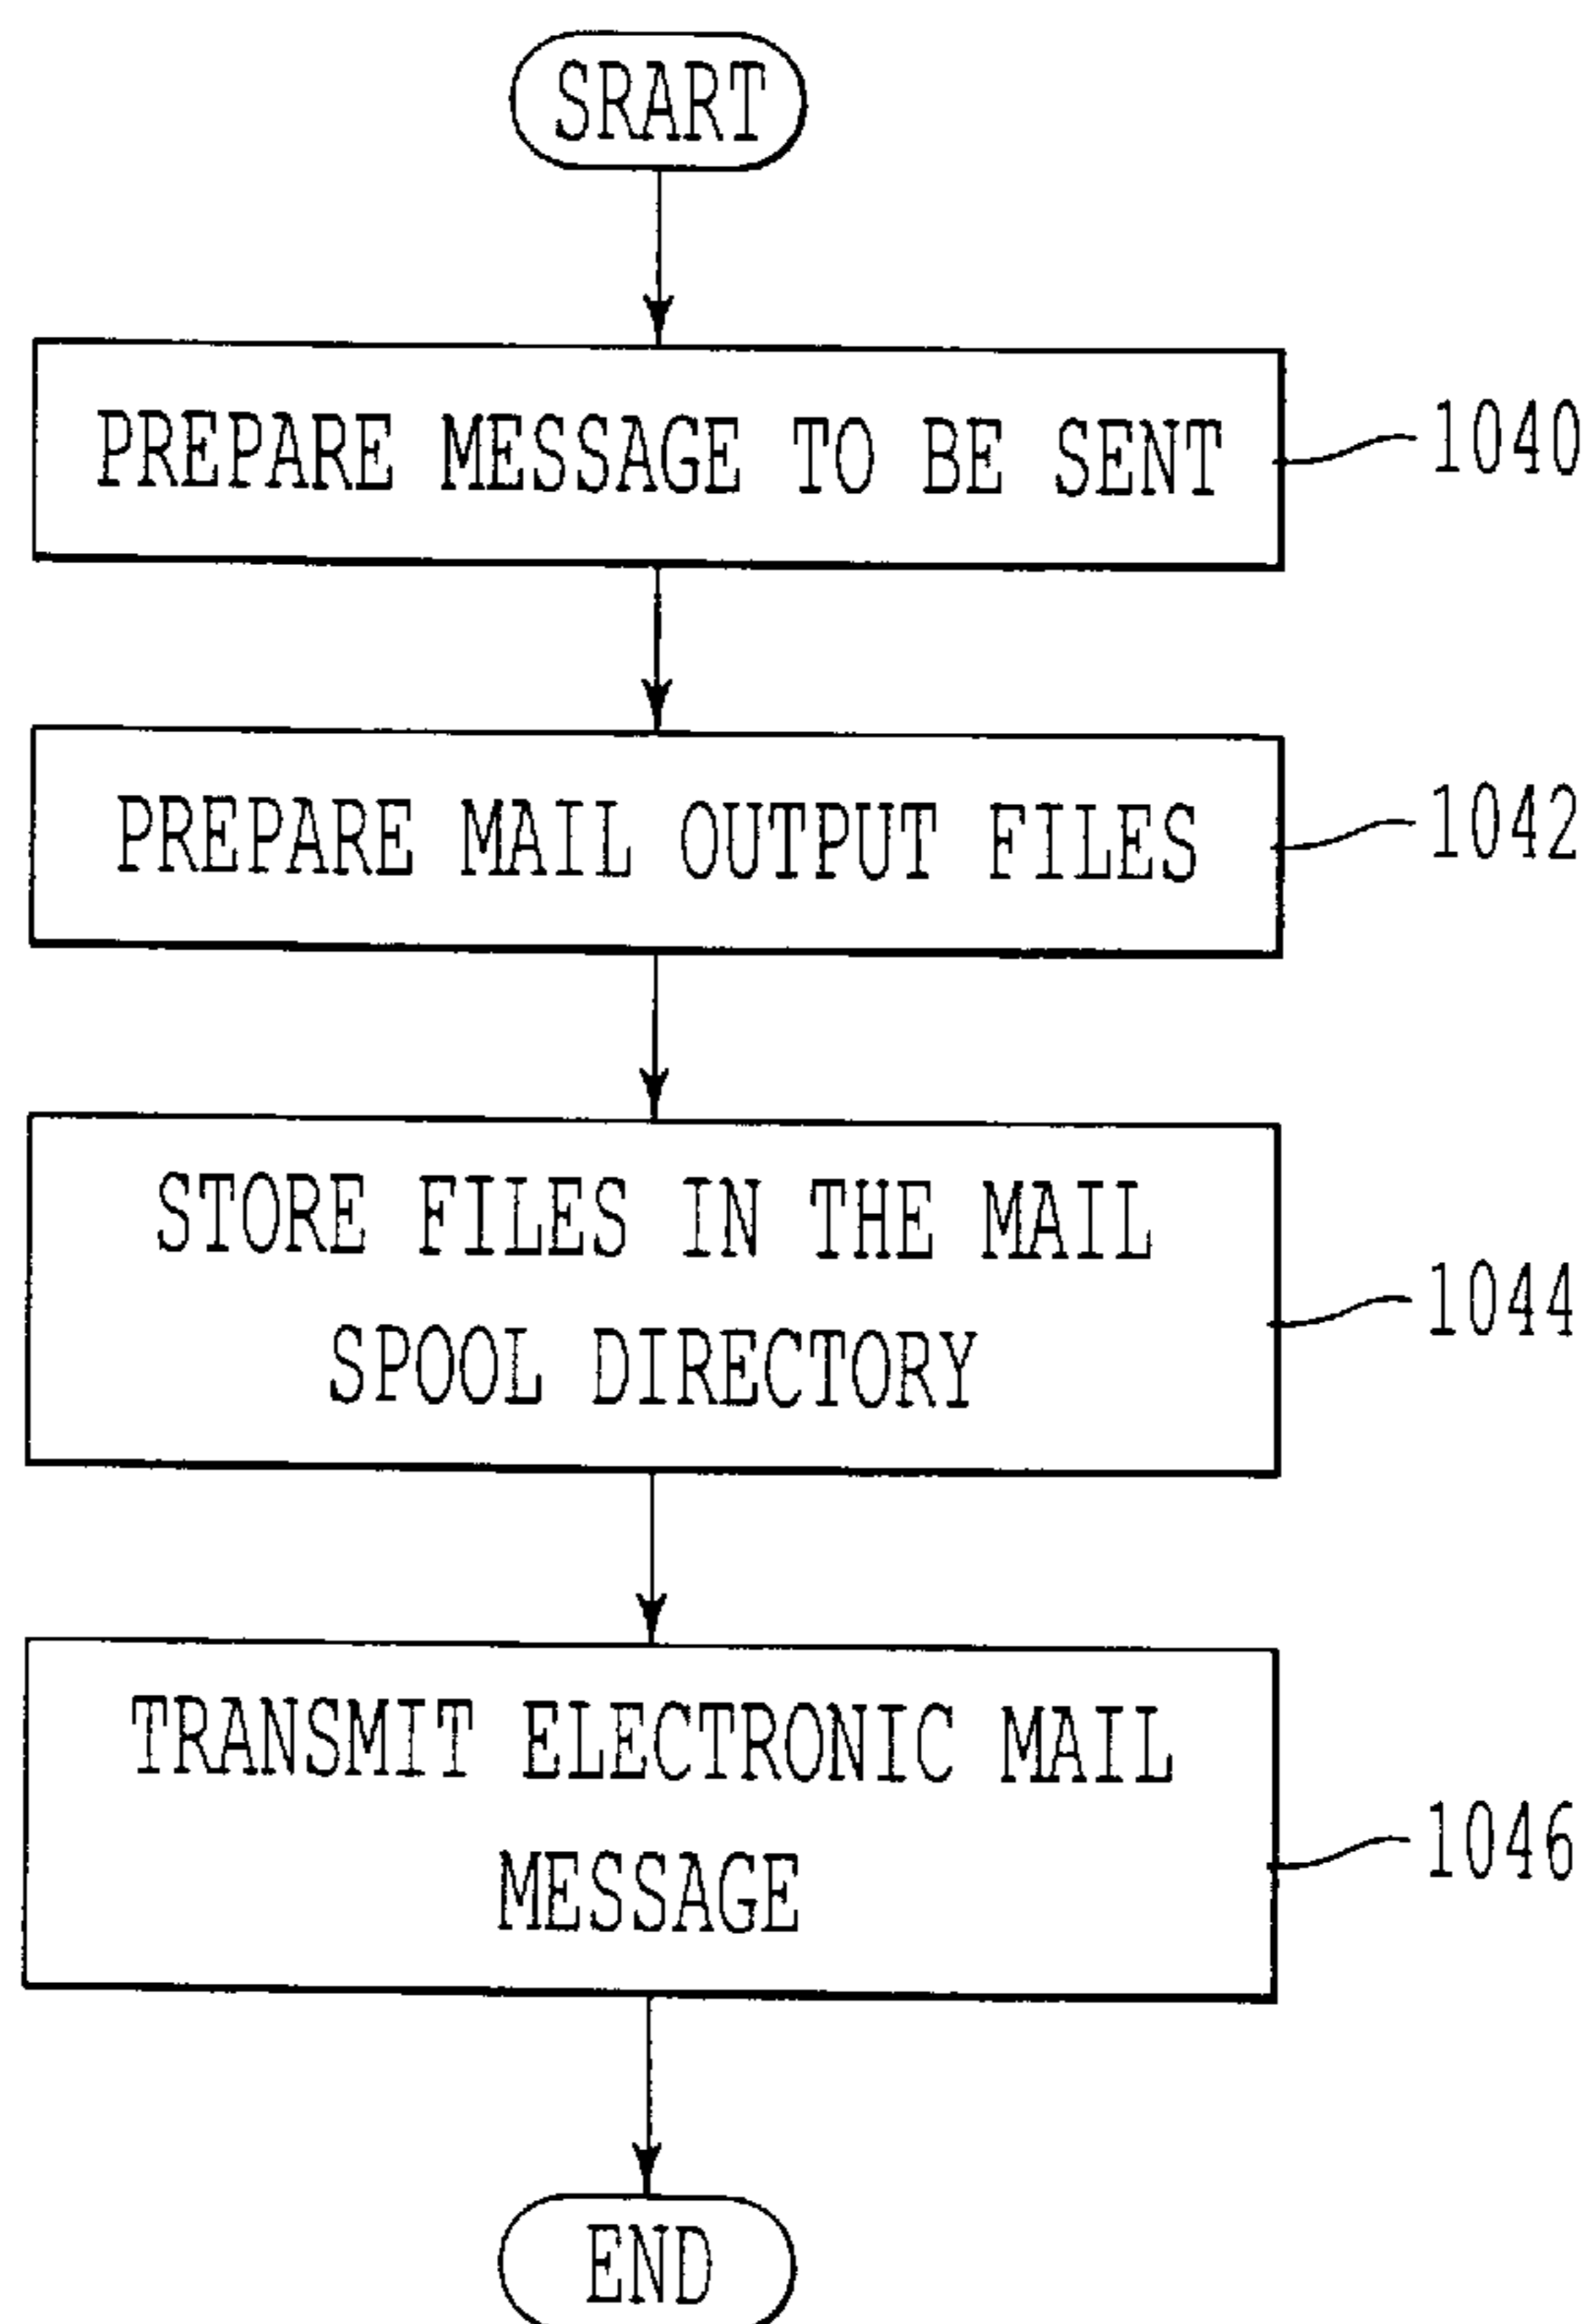 SRART
PREPARE MESSAGE TO BE SENT
1040
PREPARE MAIL OUTPUT FILES
1042
STORE FILES IN THE MAIL
SPOOL DIRECTORY
1044
TRANSMIT ELECTRONIC MAIL
MESSAGE
1046
END